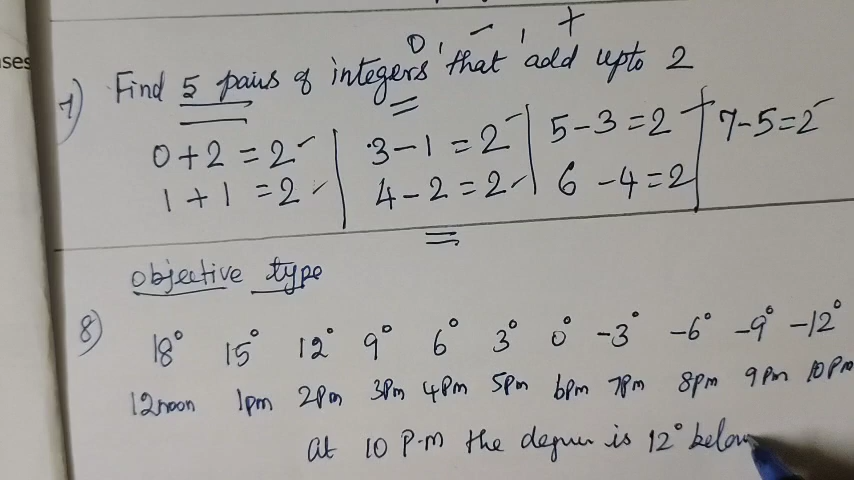 ses
0, −, +
7) Find 5 pairs of integers that add upto 2
0 + 2 = 2 3 − 1 = 2 5 − 3 = 2 7 − 5 = 2
1 + 1 = 2 4 − 2 = 2 6 − 4 = 2
objective type
8) 18° 15° 12° 9° 6° 3° 0° −3° −6° −9° −12°
12noon 1pm 2Pm 3Pm 4Pm 5pm 6pm 7pm 8pm 9pm 10pm
at 10 P.M the degree is 12° below